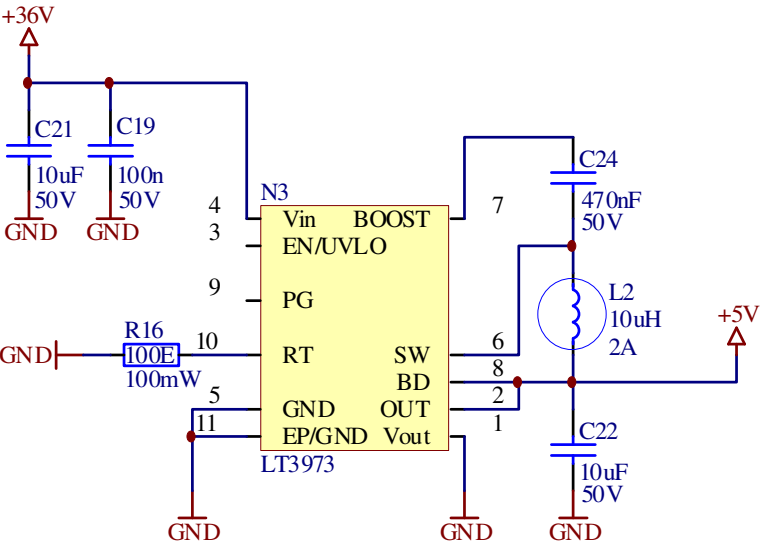 +36V
C21
10uF
50V
GND
C19
100n
50V
GND
N3
4
Vin
BOOST
7
3
EN/UVLO
9
PG
GND
R16
100E
100mW
10
RT
SW
6
BD
8
5
GND
OUT
2
11
EP/GND
Vout
1
LT3973
GND
GND
C24
470nF
50V
L2
10uH
2A
+5V
C22
10uF
50V
GND